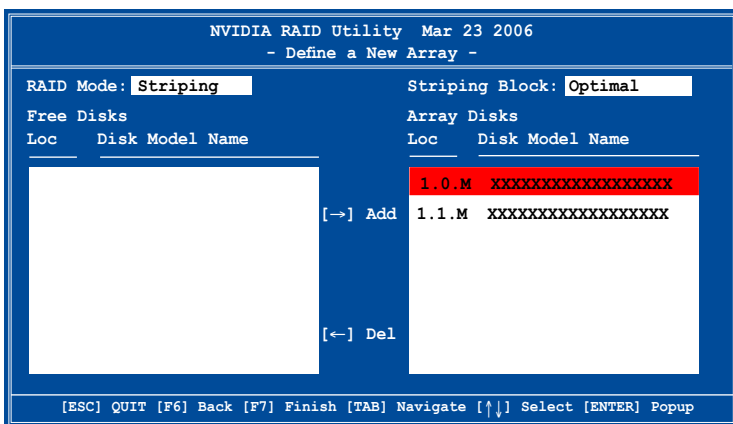 NVIDIA RAID Utility  Mar 23 2006
- Define a New Array -
RAID Mode: Striping
Striping Block: Optimal
Free Disks
Array Disks
Loc  Disk Model Name
Loc  Disk Model Name
1.0.M  XXXXXXXXXXXXXXXXXX
[→] Add
1.1.M  XXXXXXXXXXXXXXXXXX
[←] Del
[ESC] QUIT [F6] Back [F7] Finish [TAB] Navigate [↑↓] Select [ENTER] Popup